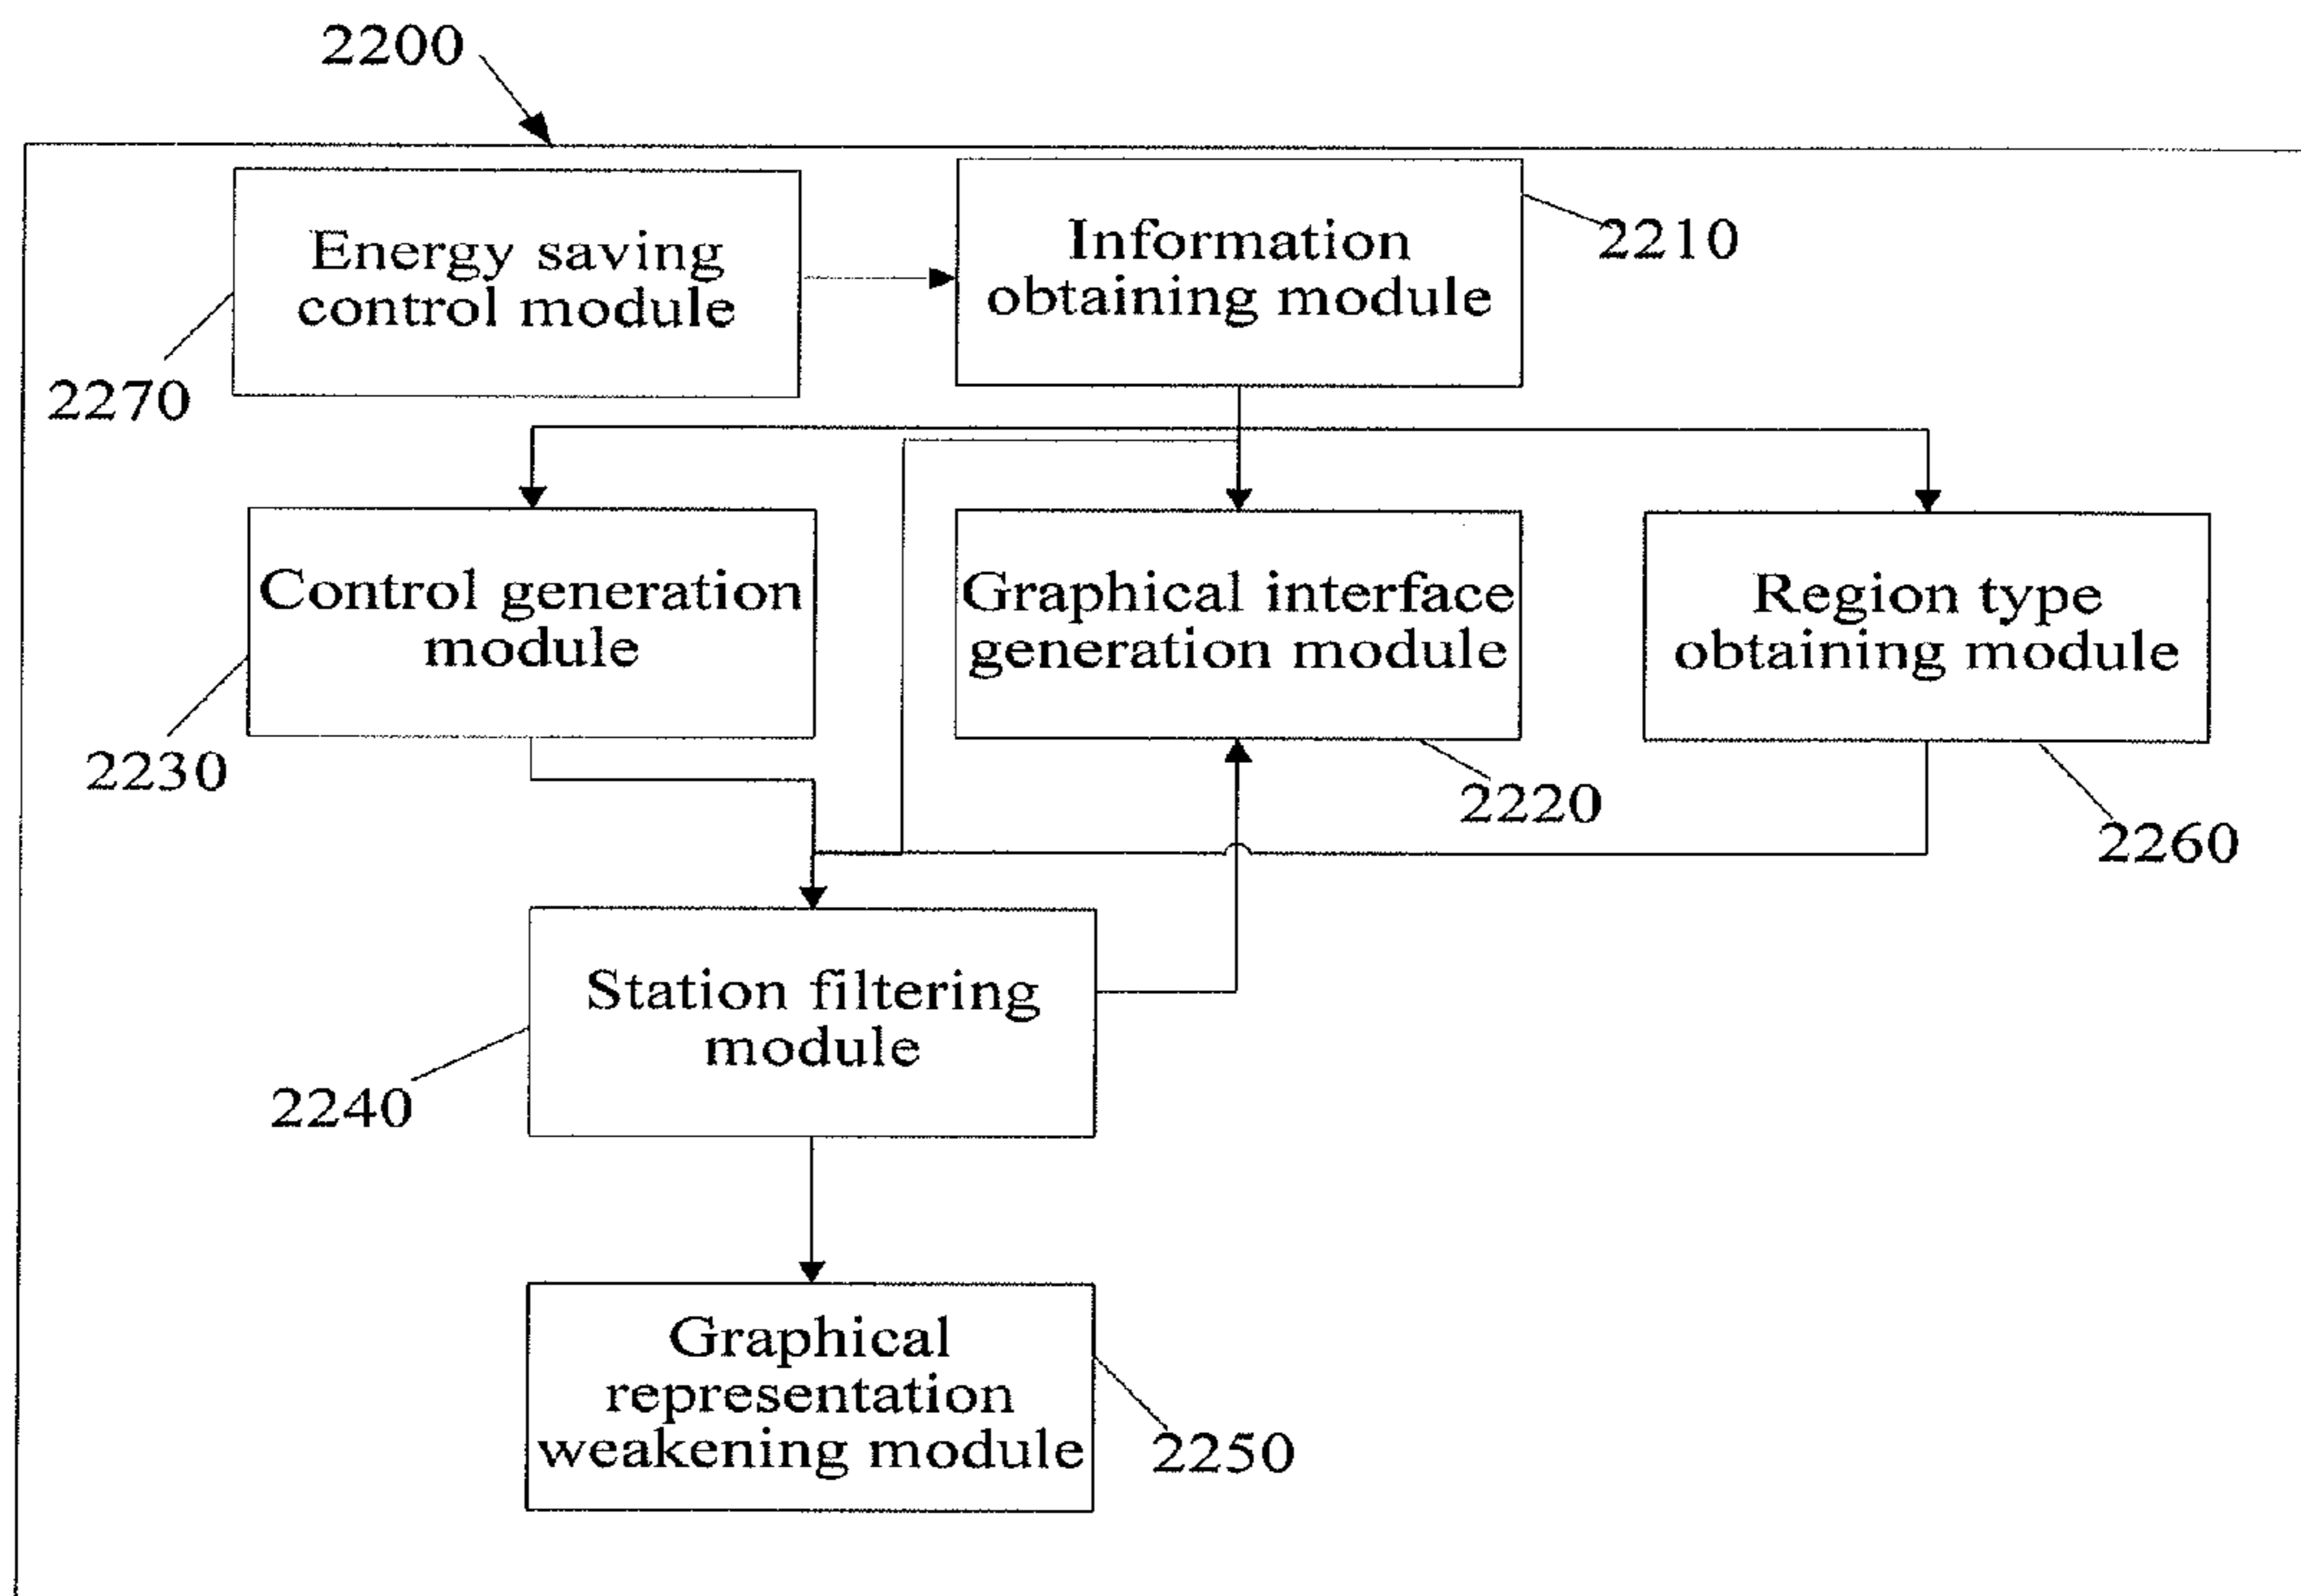 2200
Energy saving
control module
Information
obtaining module
2210
2270
Control generation
module
Graphical interface
generation module
Region type
obtaining module
2230
2220
2260
Station filtering
module
2240
Graphical
representation
weakening module
2250